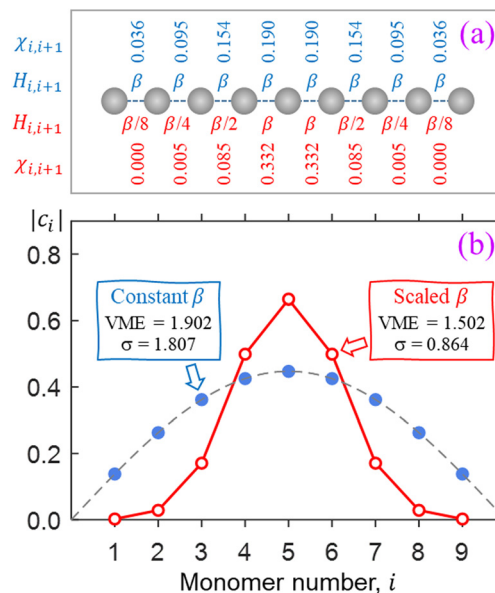 χᵢ,ᵢ₊₁ 0.036 0.095 0.154 0.190 0.190 0.154 0.095 0.036 (a)
Hᵢ,ᵢ₊₁ β β β β β β β β
Hᵢ,ᵢ₊₁ β/8 β/4 β/2 β β β/2 β/4 β/8
χᵢ,ᵢ₊₁ 0.000 0.005 0.085 0.332 0.332 0.085 0.005 0.000
|cᵢ|
(b)
0.8
0.6
0.4
0.2
0.0
Constant β
VME = 1.902
σ = 1.807
Scaled β
VME = 1.502
σ = 0.864
1 2 3 4 5 6 7 8 9
Monomer number, i